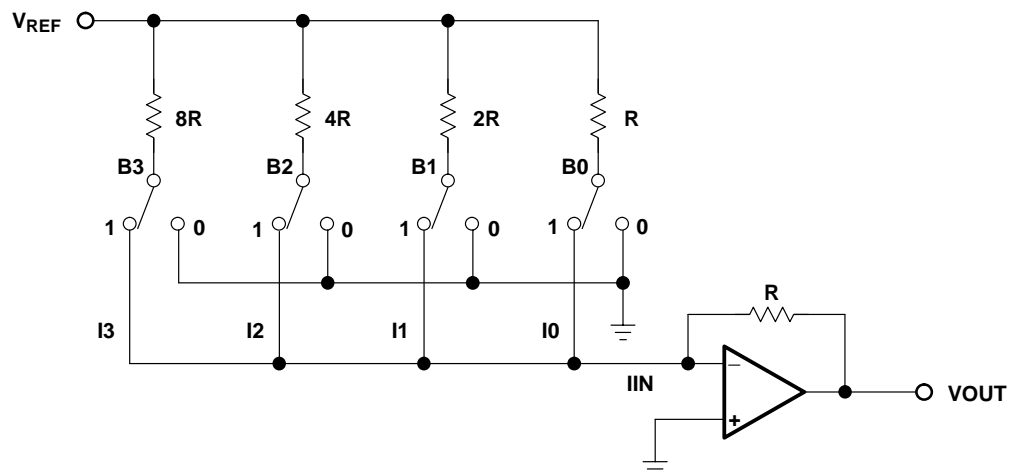 VREF
8R 4R 2R R
B3 B2 B1 B0
1 0 1 0 1 0 1 0
R
I3 I2 I1 I0
IIN
–
+
VOUT